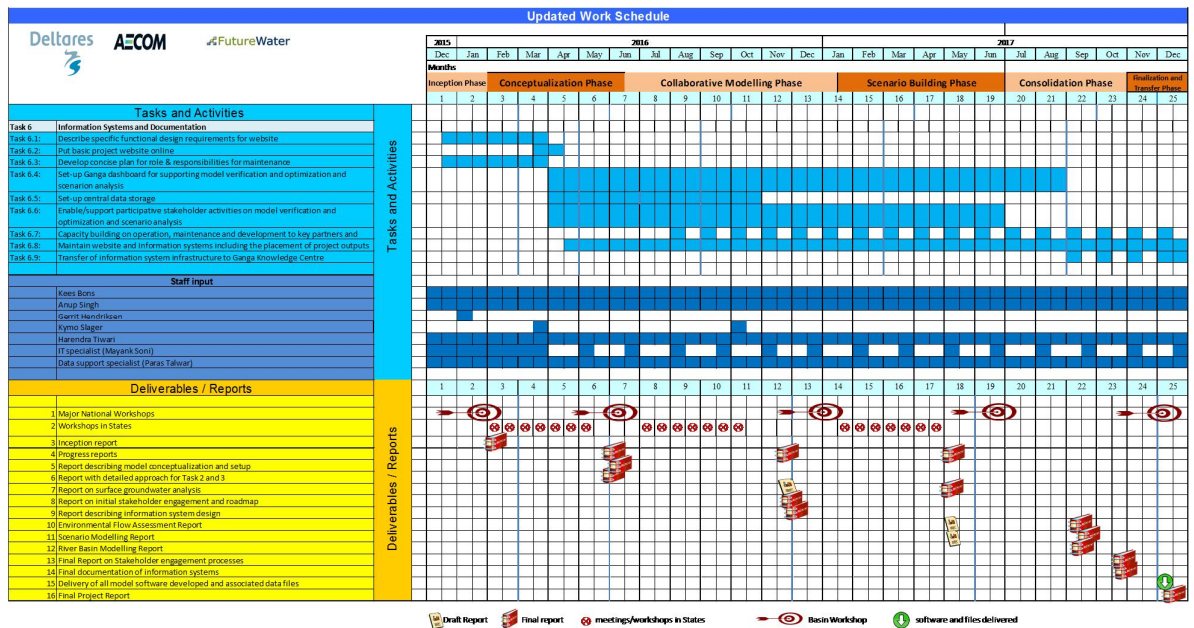 Updated Work Schedule
Deltares AECOM FutureWater
2015 2016 2017
Dec Jan Feb Mar Apr May Jun Jul Aug Sep Oct Nov Dec Jan Feb Mar Apr May Jun Jul Aug Sep Oct Nov Dec
Months
Inception Phase Conceptualization Phase Collaborative Modelling Phase Scenario Building Phase Consolidation Phase Finalization and Transfer Phase
2 3 4 5 6 7 8 9 10 11 12 13 14 15 16 17 18 19 20 21 22 23 24 25
Tasks and Activities
Task 6 Information Systems and Documentation
Task 6.1: Describe specific functional design requirements for website
Task 6.2: Put basic project website online
Task 6.3: Develop concise plan for role & responsibilities for maintenance
Task 6.4: Set-up Ganga dashboard for supporting model verification and optimization and
scenarion analysis
Task 6.5: Set-up central data storage
Task 6.6: Enable/support participative stakeholder activities on model verification and
optimization and scenario analysis
Task 6.7: Capacity building on operation, maintenance and development to key partners and
Task 6.8: Maintain website and Information systems including the placement of project outputs
Task 6.9: Transfer of information system infrastructure to Ganga Knowledge Centre
Tasks and Activities
Staff input
Kees Bons
Anup Singh
Gerrit Hendriksen
Kymo Slager
Harendra Tiwari
IT specialist (Mayank Soni)
Data support specialist (Paras Talwar)
Deliverables / Reports
1 2 3 4 5 6 7 8 9 10 11 12 13 14 15 16 17 18 19 20 21 22 23 24 25
1 Major National Workshops
2 Workshops in States
3 Inception report
4 Progress reports
5 Report describing model conceptualization and setup
6 Report with detailed approach for Task 2 and 3
7 Report on surface groundwater analysis
8 Report on initial stakeholder engagement and roadmap
9 Report describing information system design
10 Environmental Flow Assessment Report
11 Scenario Modelling Report
12 River Basin Modelling Report
13 Final Report on Stakeholder engagement processes
14 Final documentation of information systems
15 Delivery of all model software developed and associated data files
16 Final Project Report
Deliverables / Reports
Draft Report Final report meetings/workshops in States Basin Workshop software and files delivered